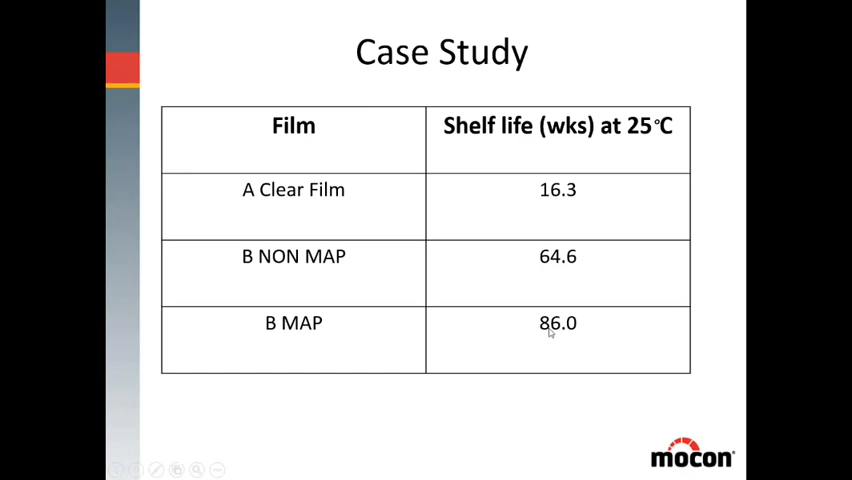 Case Study
Film Shelf life (wks) at 25°C
A Clear Film 16.3
B NON MAP 64.6
B MAP 86.0
mocon